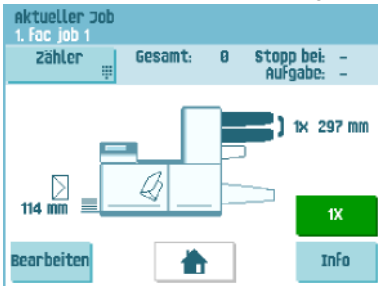 Aktueller Job
1. Fac job 1
Zähler
Gesamt: 0
Stopp bei: -
Aufgabe: -
1x 297 mm
114 mm
1X
Bearbeiten
Info